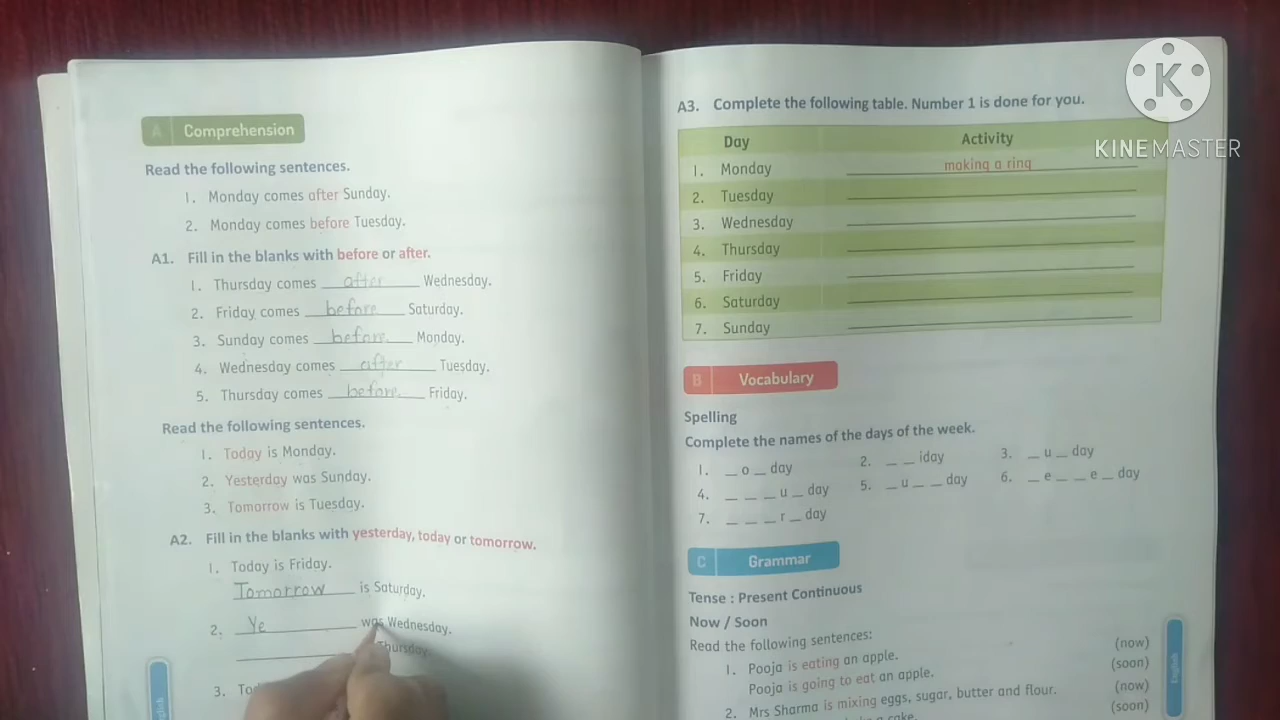 A Comprehension
Read the following sentences.
1. Monday comes after Sunday.
2. Monday comes before Tuesday.
A1. Fill in the blanks with before or after.
1. Thursday comes after Wednesday.
2. Friday comes before Saturday.
3. Sunday comes before Monday.
4. Wednesday comes after Tuesday.
5. Thursday comes before Friday.
Read the following sentences.
1. Today is Monday.
2. Yesterday was Sunday.
3. Tomorrow is Tuesday.
A2. Fill in the blanks with yesterday, today or tomorrow.
1. Today is Friday.
Tomorrow is Saturday.
2. Ye was Wednesday.
Thursday.
3.
English
A3. Complete the following table. Number 1 is done for you.
Day Activity
1. Monday making a ring
2. Tuesday
3. Wednesday
4. Thursday
5. Friday
6. Saturday
7. Sunday
B Vocabulary
Spelling
Complete the names of the days of the week.
1. _ o _ day 2. _ _ iday 3. _ u _ day
4. _ _ _ u _ day 5. _ u _ _ day 6. _ e _ _ e _ day
7. _ _ _ r _ day
C Grammar
Tense : Present Continuous
Now / Soon
Read the following sentences:
1. Pooja is eating an apple. (now)
Pooja is going to eat an apple. (soon)
2. Mrs Sharma is mixing eggs, sugar, butter and flour. (now)
a cake. (soon)
English
K
KINEMASTER